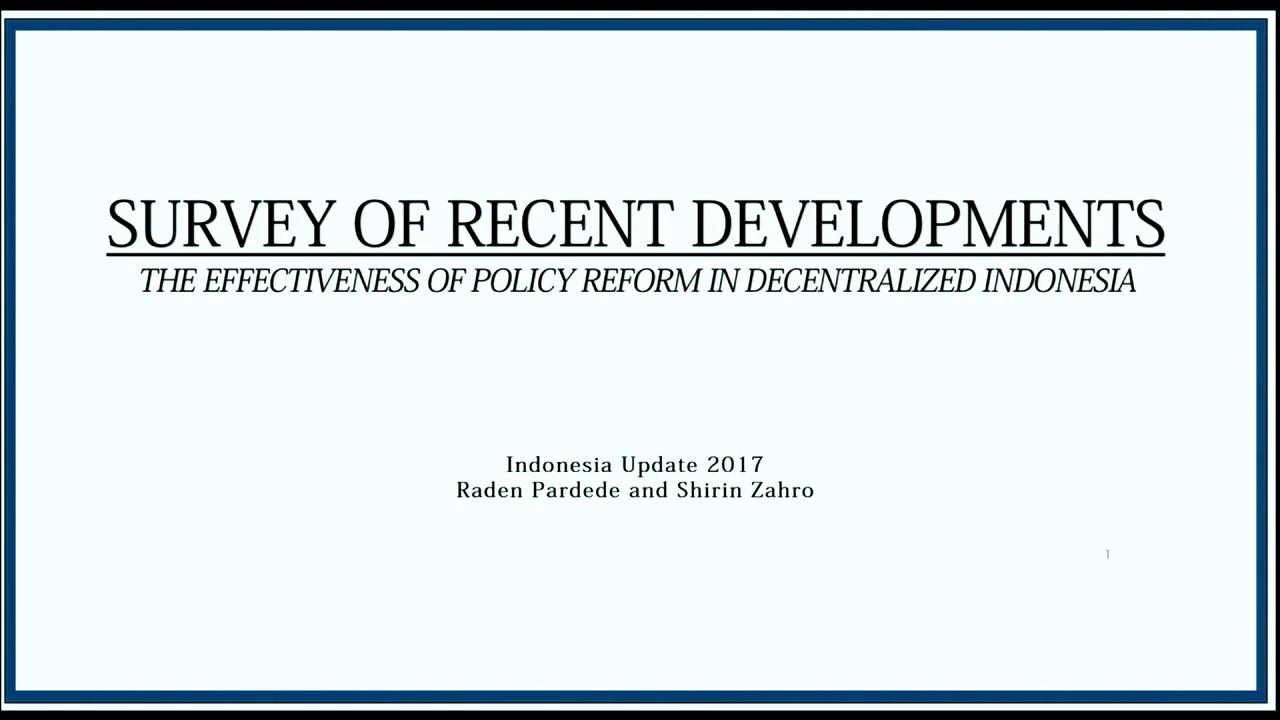 SURVEY OF RECENT DEVELOPMENTS
THE EFFECTIVENESS OF POLICY REFORM IN DECENTRALIZED INDONESIA
Indonesia Update 2017
Raden Pardede and Shirin Zahro
1